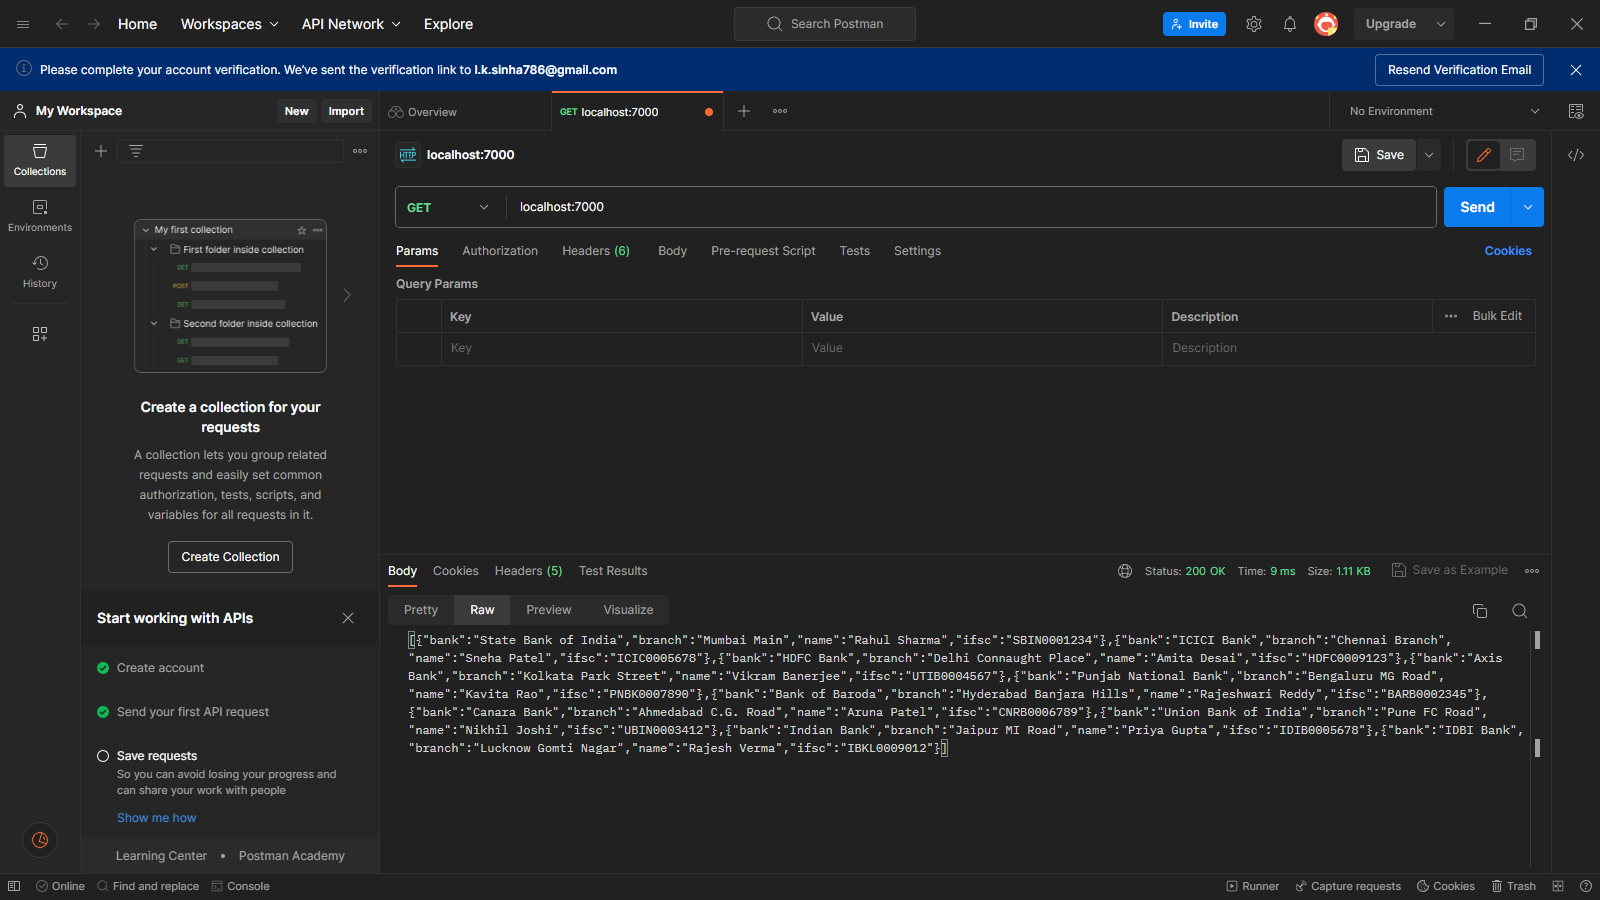 Home Workspaces API Network Explore Search Postman Invite Upgrade
Please complete your account verification. We've sent the verification link to l.k.sinha786@gmail.com Resend Verification Email
My Workspace New Import
Overview GET localhost:7000 No Environment
Collections
Environments
History
My first collection
First folder inside collection
GET
POST
GET
Second folder inside collection
GET
GET
Create a collection for your
requests
A collection lets you group related
requests and easily set common
authorization, tests, scripts, and
variables for all requests in it.
Create Collection
Start working with APIs
Create account
Send your first API request
Save requests
So you can avoid losing your progress and
can share your work with people
Show me how
Learning Center • Postman Academy
HTTP localhost:7000 Save
GET localhost:7000 Send
Params Authorization Headers (6) Body Pre-request Script Tests Settings Cookies
Query Params
Key Value Description Bulk Edit
Key Value Description
Body Cookies Headers (5) Test Results Status: 200 OK Time: 9 ms Size: 1.11 KB Save as Example
Pretty Raw Preview Visualize
[{"bank":"State Bank of India","branch":"Mumbai Main","name":"Rahul Sharma","ifsc":"SBIN0001234"},{"bank":"ICICI Bank","branch":"Chennai Branch",
"name":"Sneha Patel","ifsc":"ICIC0005678"},{"bank":"HDFC Bank","branch":"Delhi Connaught Place","name":"Amita Desai","ifsc":"HDFC0009123"},{"bank":"Axis
Bank","branch":"Kolkata Park Street","name":"Vikram Banerjee","ifsc":"UTIB0004567"},{"bank":"Punjab National Bank","branch":"Bengaluru MG Road",
"name":"Kavita Rao","ifsc":"PNBK0007890"},{"bank":"Bank of Baroda","branch":"Hyderabad Banjara Hills","name":"Rajeshwari Reddy","ifsc":"BARB0002345"},
{"bank":"Canara Bank","branch":"Ahmedabad C.G. Road","name":"Aruna Patel","ifsc":"CNRB0006789"},{"bank":"Union Bank of India","branch":"Pune FC Road",
"name":"Nikhil Joshi","ifsc":"UBIN0003412"},{"bank":"Indian Bank","branch":"Jaipur MI Road","name":"Priya Gupta","ifsc":"IDIB0005678"},{"bank":"IDBI Bank",
"branch":"Lucknow Gomti Nagar","name":"Rajesh Verma","ifsc":"IBKL0009012"}]
Online Find and replace Console Runner Capture requests Cookies Trash